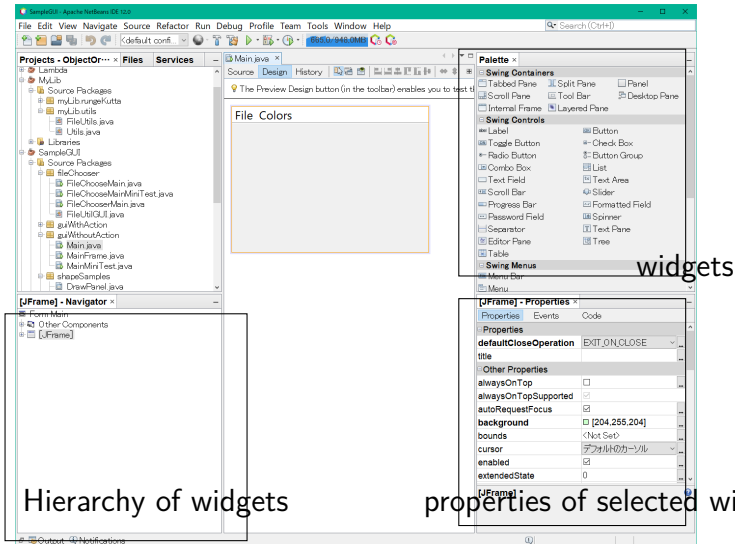 SampleGUI - Apache NetBeans IDE 12.0
File Edit View Navigate Source Refactor Run Debug Profile Team Tools Window Help
Search (Ctrl+I)
<default confi...
Projects - ObjectOr··· × Files Services
Lambda
MyLib
Source Packages
myLib.rungeKutta
myLib.utils
FileUtils.java
Utils.java
Libraries
SampleGUI
Source Packages
fileChooser
FileChooseMain.java
FileChooseMainMiniTest.java
FileChooserMain.java
FileUtilGUI.java
guiWithAction
guiWithoutAction
Main.java
MainFrame.java
MainMiniTest.java
shapeSamples
DrawPanel.java
[JFrame] - Navigator ×
Form Main
Other Components
[JFrame]
Hierarchy of widgets
Output Notifications
Main.java ×
Source Design History
The Preview Design button (in the toolbar) enables you to test th
File Colors
Palette ×
Swing Containers
Tabbed Pane Split Pane Panel
Scroll Pane Tool Bar Desktop Pane
Internal Frame Layered Pane
Swing Controls
Label Button
Toggle Button Check Box
Radio Button Button Group
Combo Box List
Text Field Text Area
Scroll Bar Slider
Progress Bar Formatted Field
Password Field Spinner
Separator Text Pane
Editor Pane Tree
Table
Swing Menus
Menu Bar
Menu
widgets
[JFrame] - Properties ×
Properties Events Code
Properties
defaultCloseOperation EXIT_ON_CLOSE
title
Other Properties
alwaysOnTop
alwaysOnTopSupported
autoRequestFocus
background [204,255,204]
bounds <Not Set>
cursor デフォルトのカーソル
enabled
extendedState 0
[JFrame]
properties of selected wi